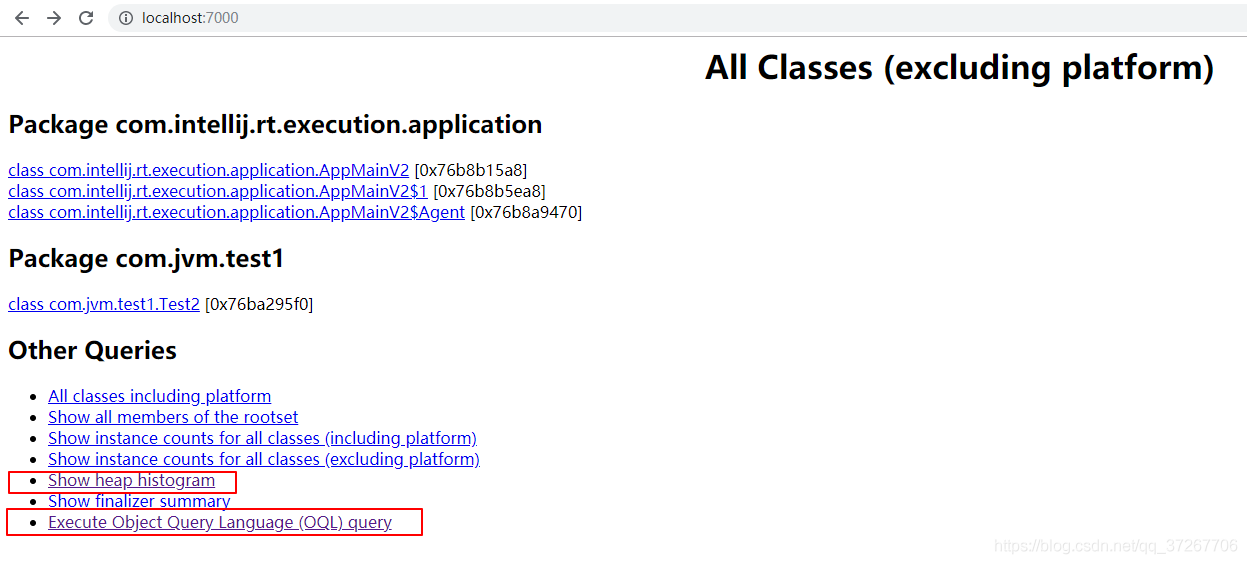 localhost:7000
All Classes (excluding platform)
Package com.intellij.rt.execution.application
class com.intellij.rt.execution.application.AppMainV2 [0x76b8b15a8]
class com.intellij.rt.execution.application.AppMainV2$1 [0x76b8b5ea8]
class com.intellij.rt.execution.application.AppMainV2$Agent [0x76b8a9470]
Package com.jvm.test1
class com.jvm.test1.Test2 [0x76ba295f0]
Other Queries
All classes including platform
Show all members of the rootset
Show instance counts for all classes (including platform)
Show instance counts for all classes (excluding platform)
Show heap histogram
Show finalizer summary
Execute Object Query Language (OQL) query
https://blog.csdn.net/qq_37267706